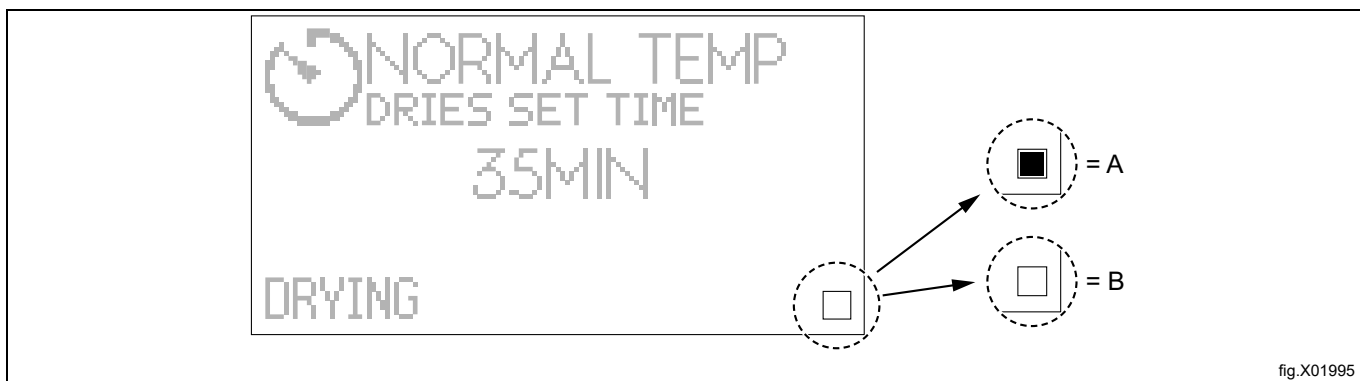 NORMAL TEMP
DRIES SET TIME
35MIN
DRYING
= A
= B
fig.X01995